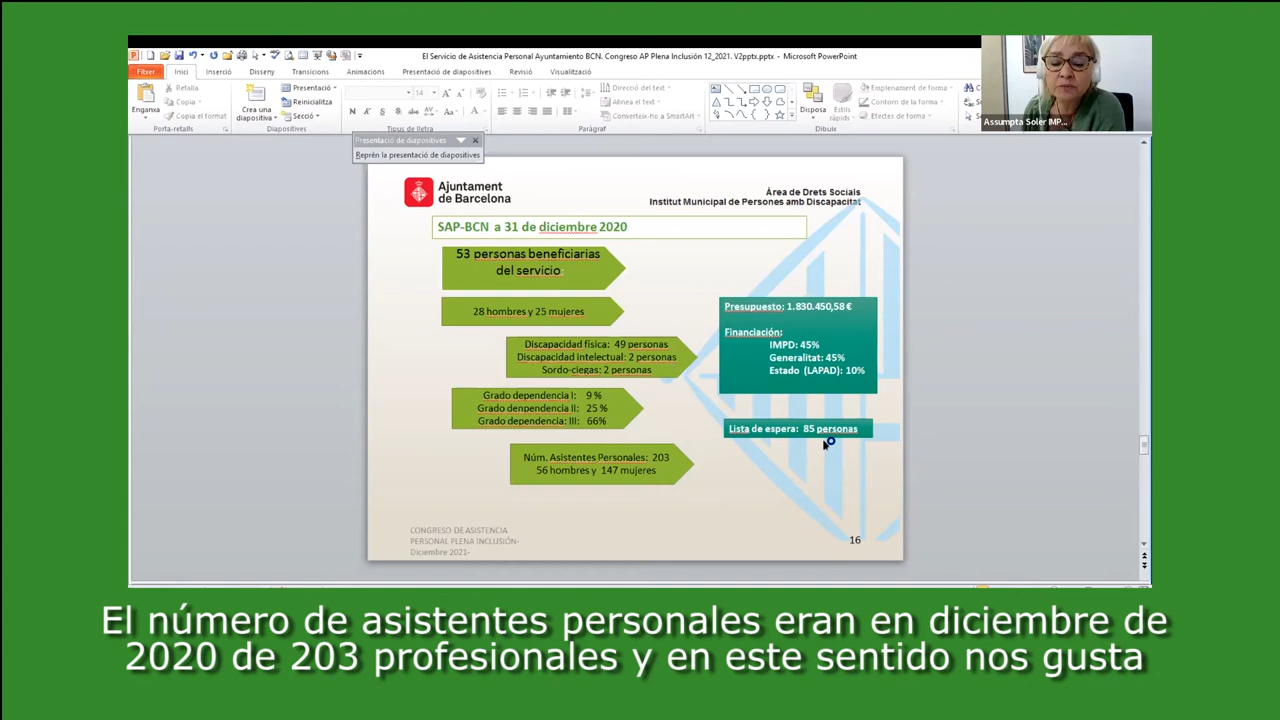 El Servicio de Asistencia Personal Ayuntamiento BCN. Congreso AP Plena Inclusión 12_2021. V2pptx.pptx - Microsoft PowerPoint
Fitxer Inici Inserció Disseny Transicions Animacions Presentació de diapositives Revisió Visualització
Enganxa
Retalla
Copia
Copia el format
Porta-retalls
Crea una diapositiva
Presentació
Reinicialitza
Secció
Diapositives
Tipus de lletra
Direcció del text
Alinea el text
Converteix-ho a SmartArt
Paràgraf
Disposa
Estils ràpids
Emplenament de forma
Contorn de la forma
Efectes de forma
Dibuix
Assumpta Soler IMP...
Presentació de diapositives
Reprèn la presentació de diapositives
Ajuntament
de Barcelona
Àrea de Drets Socials
Institut Municipal de Persones amb Discapacitat
SAP-BCN a 31 de diciembre 2020
53 personas beneficiarias
del servicio:
28 hombres y 25 mujeres
Discapacidad física: 49 personas
Discapacidad intelectual: 2 personas
Sordo-ciegas: 2 personas
Grado dependencia I: 9 %
Grado denpendencia II: 25 %
Grado dependencia: III: 66%
Núm. Asistentes Personales: 203
56 hombres y 147 mujeres
Presupuesto: 1.830.450,58 €
Financiación:
IMPD: 45%
Generalitat: 45%
Estado (LAPAD): 10%
Lista de espera: 85 personas
CONGRESO DE ASISTENCIA
PERSONAL PLENA INCLUSIÓN-
Diciembre 2021-
16
El número de asistentes personales eran en diciembre de
2020 de 203 profesionales y en este sentido nos gusta